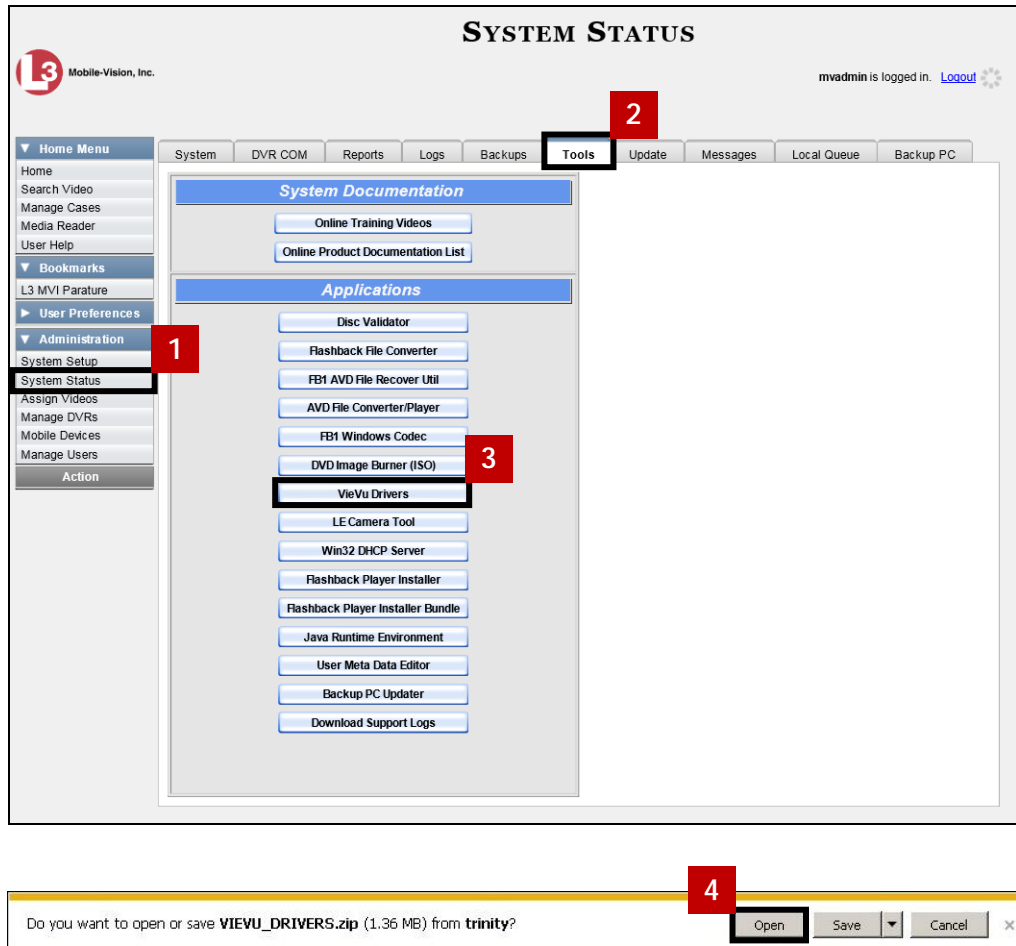 SYSTEM STATUS
L3 Mobile-Vision, Inc.
mvadmin is logged in. Logout
2
▼ Home Menu
Home
Search Video
Manage Cases
Media Reader
User Help
▼ Bookmarks
L3 MVI Parature
► User Preferences
▼ Administration
1
System Setup
System Status
Assign Videos
Manage DVRs
Mobile Devices
Manage Users
Action
System DVR COM Reports Logs Backups Tools Update Messages Local Queue Backup PC
System Documentation
Online Training Videos
Online Product Documentation List
Applications
Disc Validator
Flashback File Converter
FB1 AVD File Recover Util
AVD File Converter/Player
FB1 Windows Codec
DVD Image Burner (ISO)
3
VieVu Drivers
LE Camera Tool
Win32 DHCP Server
Flashback Player Installer
Flashback Player Installer Bundle
Java Runtime Environment
User Meta Data Editor
Backup PC Updater
Download Support Logs
4
Do you want to open or save VIEVU_DRIVERS.zip (1.36 MB) from trinity?
Open Save ▼ Cancel ×